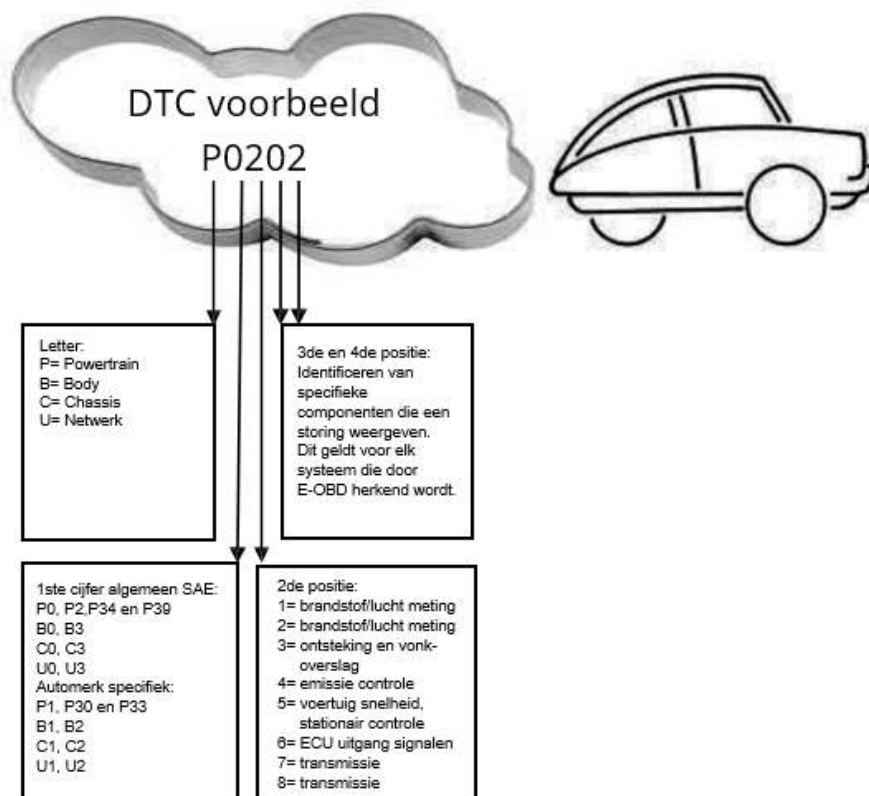 DTC voorbeeld
P0202
Letter:
P= Powertrain
B= Body
C= Chassis
U= Netwerk
3de en 4de positie:
Identificeren van
specifieke
componenten die een
storing weergeven.
Dit geldt voor elk
systeem die door
E-OBD herkend wordt.
1ste cijfer algemeen SAE:
P0, P2,P34 en P39
B0, B3
C0, C3
U0, U3
Automerk specifiek:
P1, P30 en P33
B1, B2
C1, C2
U1, U2
2de positie:
1= brandstof/lucht meting
2= brandstof/lucht meting
3= ontsteking en vonk-
overslag
4= emissie controle
5= voertuig snelheid,
stationair controle
6= ECU uitgang signalen
7= transmissie
8= transmissie